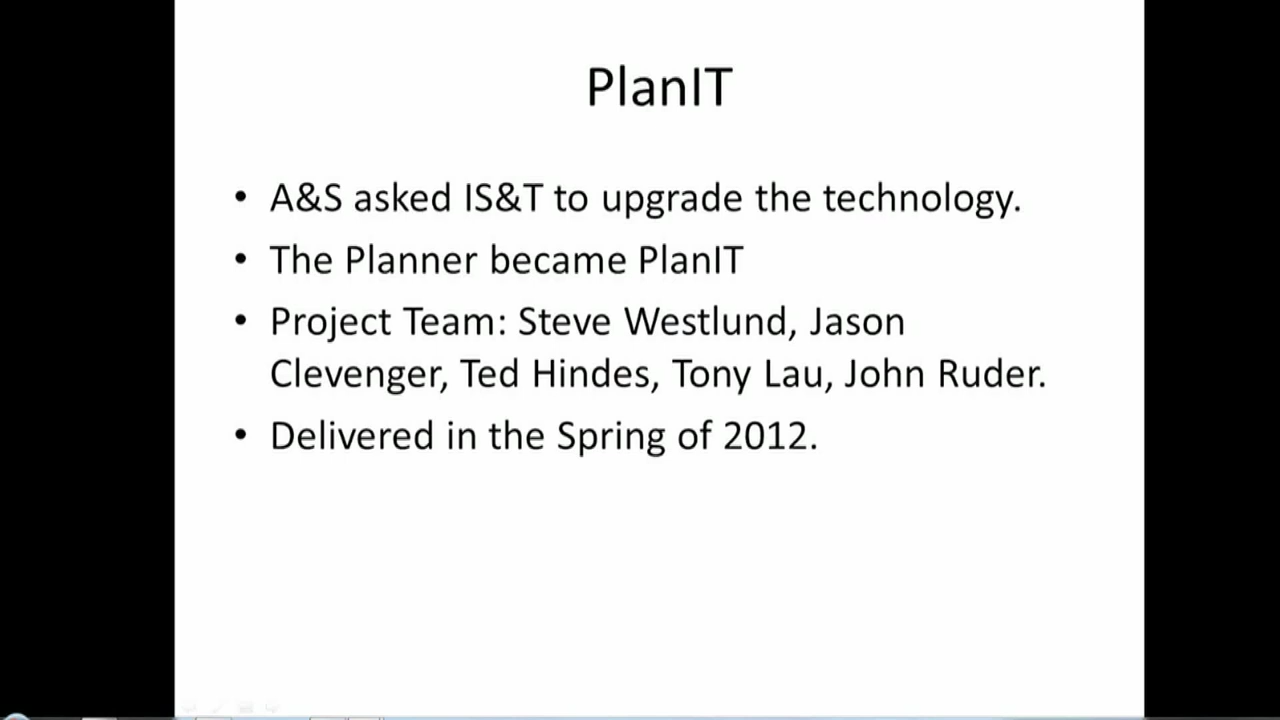 PlanIT
• A&S asked IS&T to upgrade the technology.
• The Planner became PlanIT
• Project Team: Steve Westlund, Jason
Clevenger, Ted Hindes, Tony Lau, John Ruder.
• Delivered in the Spring of 2012.